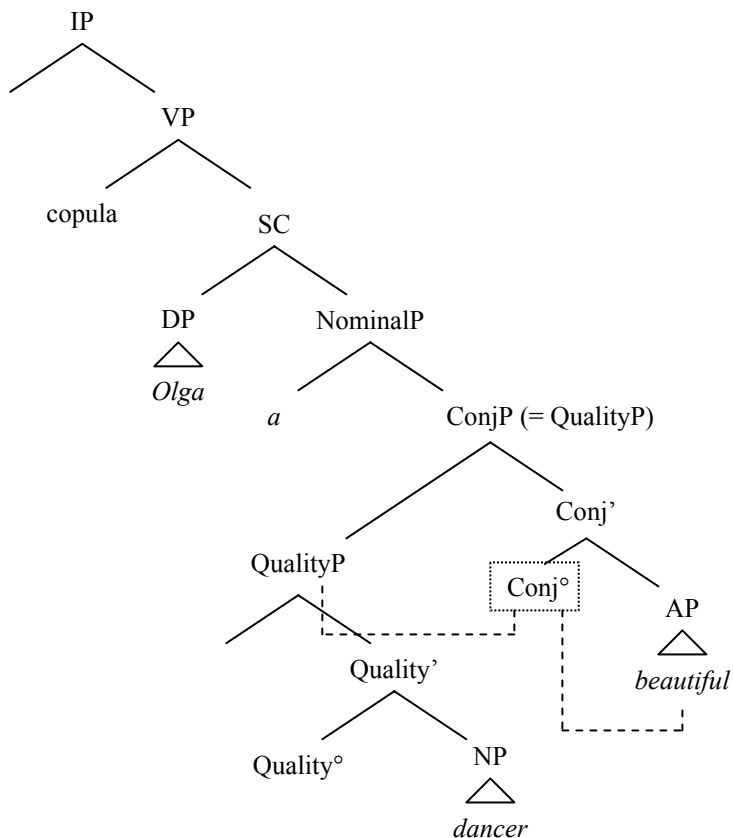 IP
VP
copula
SC
DP NominalP
Olga
a ConjP (= QualityP)
Conj’
QualityP Conj° AP
beautiful
Quality’
Quality° NP
dancer